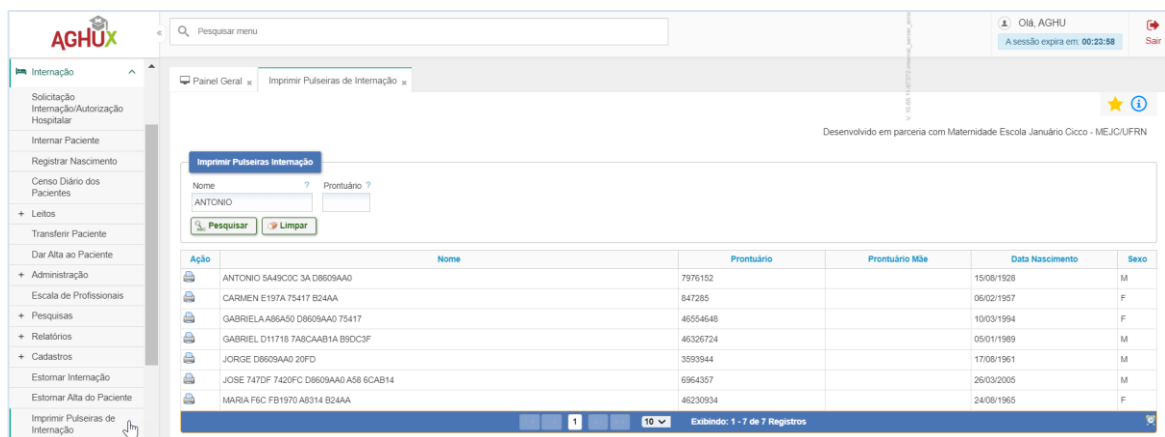 AGHUX
«
Pesquisar menu
Olá, AGHU
A sessão expira em: 00:23:58
Sair
Internação
Solicitação
Internação/Autorização
Hospitalar
Internar Paciente
Registrar Nascimento
Censo Diário dos
Pacientes
+ Leitos
Transferir Paciente
Dar Alta ao Paciente
+ Administração
Escala de Profissionais
+ Pesquisas
+ Relatórios
+ Cadastros
Estornar Internação
Estornar Alta do Paciente
Imprimir Pulseiras de
Internação
Painel Geral x Imprimir Pulseiras de Internação x
Desenvolvido em parceria com Maternidade Escola Januário Cicco - MEJC/UFRN
Imprimir Pulseiras Internação
Nome ? Prontuário ?
ANTONIO
Pesquisar Limpar
Ação Nome Prontuário Prontuário Mãe Data Nascimento Sexo
ANTONIO 5A49C0C 3A D8609AA0 7976152 15/08/1928 M
CARMEN E197A 75417 B24AA 847285 06/02/1957 F
GABRIELA A86A50 D8609AA0 75417 46554648 10/03/1994 F
GABRIEL D11718 7A8CAAB1A B9DC3F 46326724 05/01/1989 M
JORGE D8609AA0 20FD 3593944 17/08/1961 M
JOSE 747DF 7420FC D8609AA0 A58 6CAB14 6964357 26/03/2005 M
MARIA F6C FB1970 A8314 B24AA 46230934 24/08/1965 F
1 10 Exibindo: 1 - 7 de 7 Registros